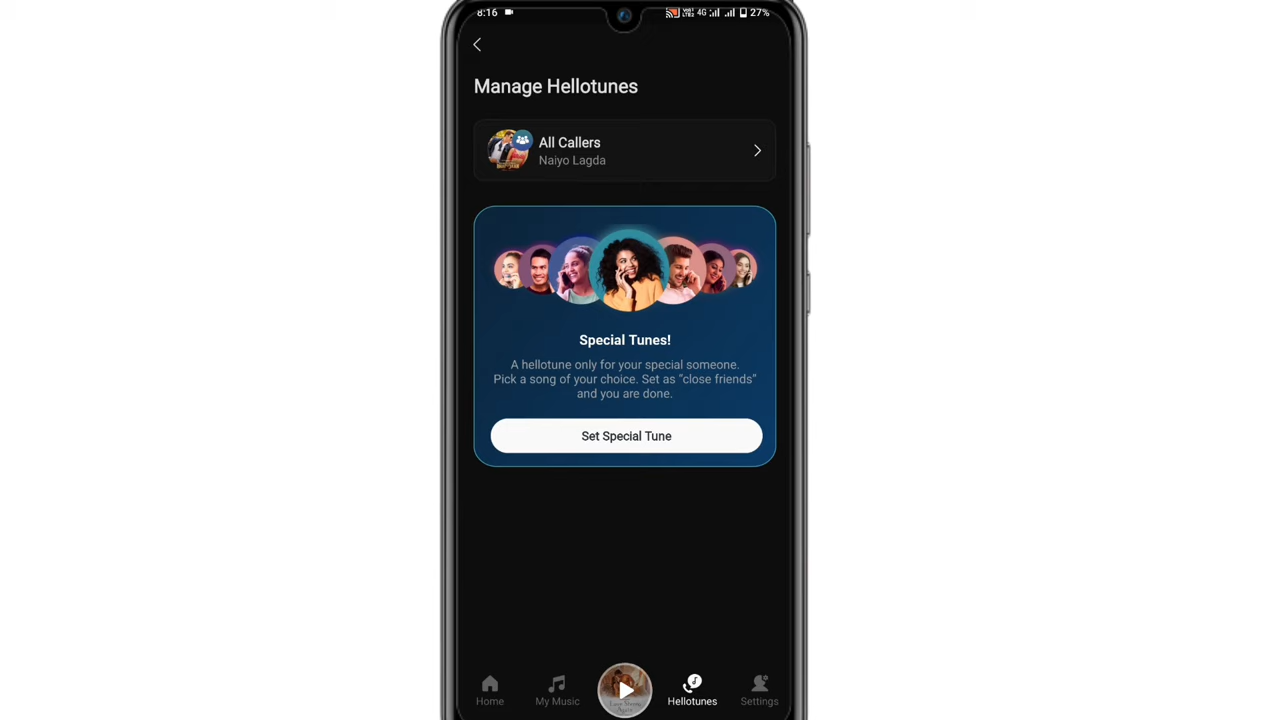 8:16
4G
27%
Manage Hellotunes
All Callers
Naiyo Lagda
Special Tunes!
A hellotune only for your special someone.
Pick a song of your choice. Set as “close friends”
and you are done.
Set Special Tune
Home
My Music
Hellotunes
Settings